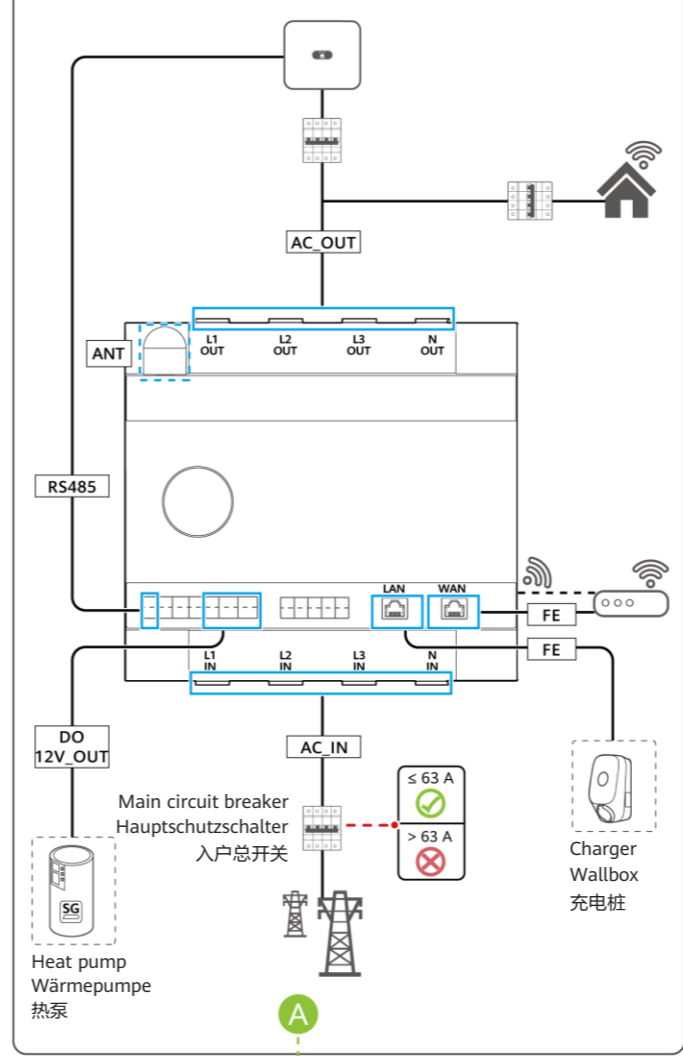 AC_OUT
L1 OUT
L2 OUT
L3 OUT
N OUT
ANT
RS485
LAN
WAN
FE
FE
L1 IN
L2 IN
L3 IN
N IN
DO
12V_OUT
AC_IN
≤ 63 A
> 63 A
Main circuit breaker
Hauptschutzschalter
入户总开关
Charger
Wallbox
充电桩
SG
Heat pump
Wärmepumpe
热泵
A